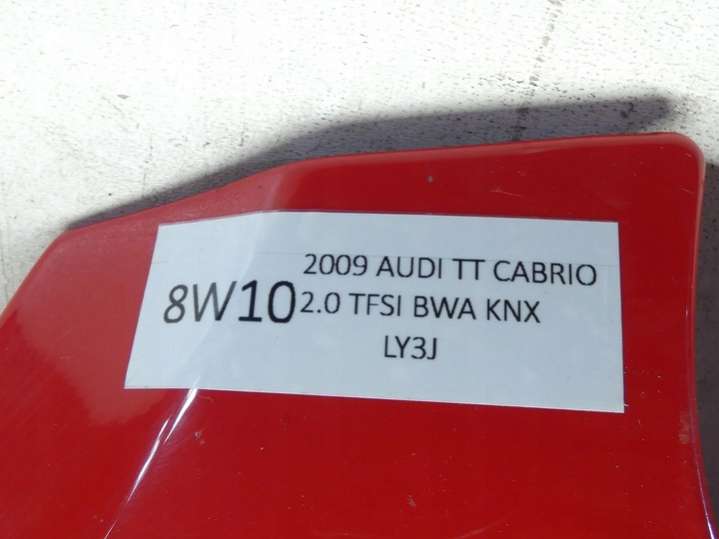 2009 AUDI TT CABRIO
8W10 2.0 TFSI BWA KNX
LY3J